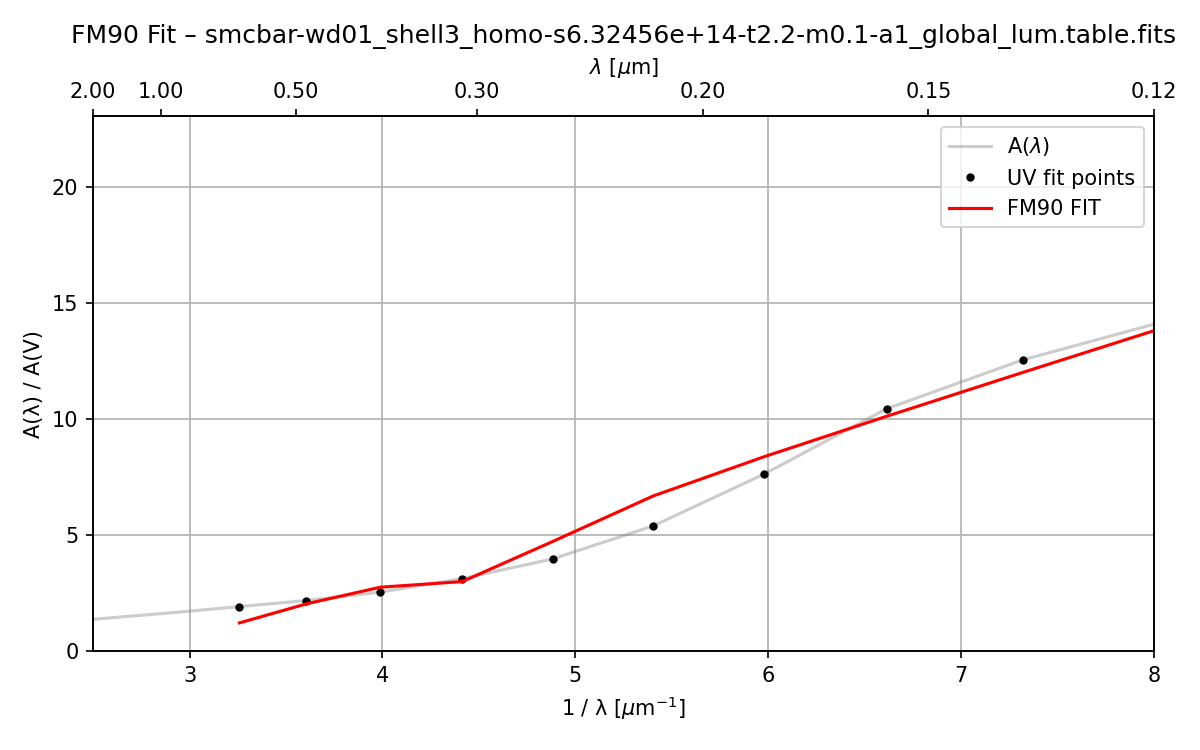 FM90 Fit – smcbar-wd01_shell3_homo-s6.32456e+14-t2.2-m0.1-a1_global_lum.table.fits
λ [μm]
2.00 1.00 0.50 0.30 0.20 0.15 0.12
A(λ)
UV fit points
FM90 FIT
20
15
10
5
0
A(λ) / A(V)
3 4 5 6 7 8
1 / λ [μm⁻¹]